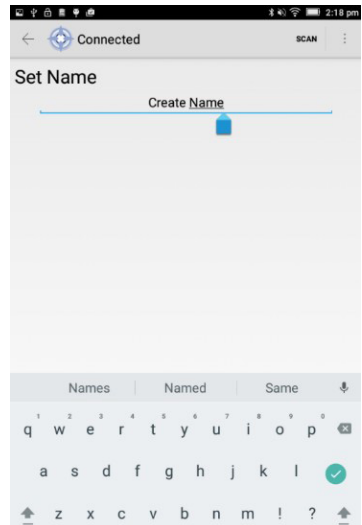 2:18 pm
Connected
SCAN
Set Name
Create Name
Names Named Same
1 2 3 4 5 6 7 8 9 0
q w e r t y u i o p
a s d f g h j k l
z x c v b n m ! ?